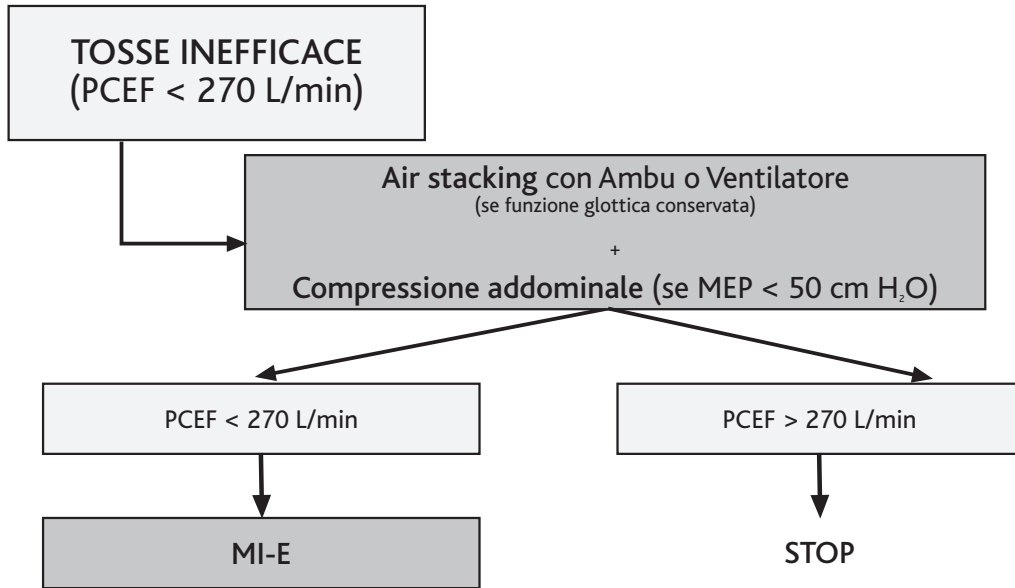 TOSSE INEFFICACE
(PCEF < 270 L/min)
Air stacking con Ambu o Ventilatore
(se funzione glottica conservata)
+
Compressione addominale (se MEP < 50 cm H₂O)
PCEF < 270 L/min
PCEF > 270 L/min
MI-E
STOP